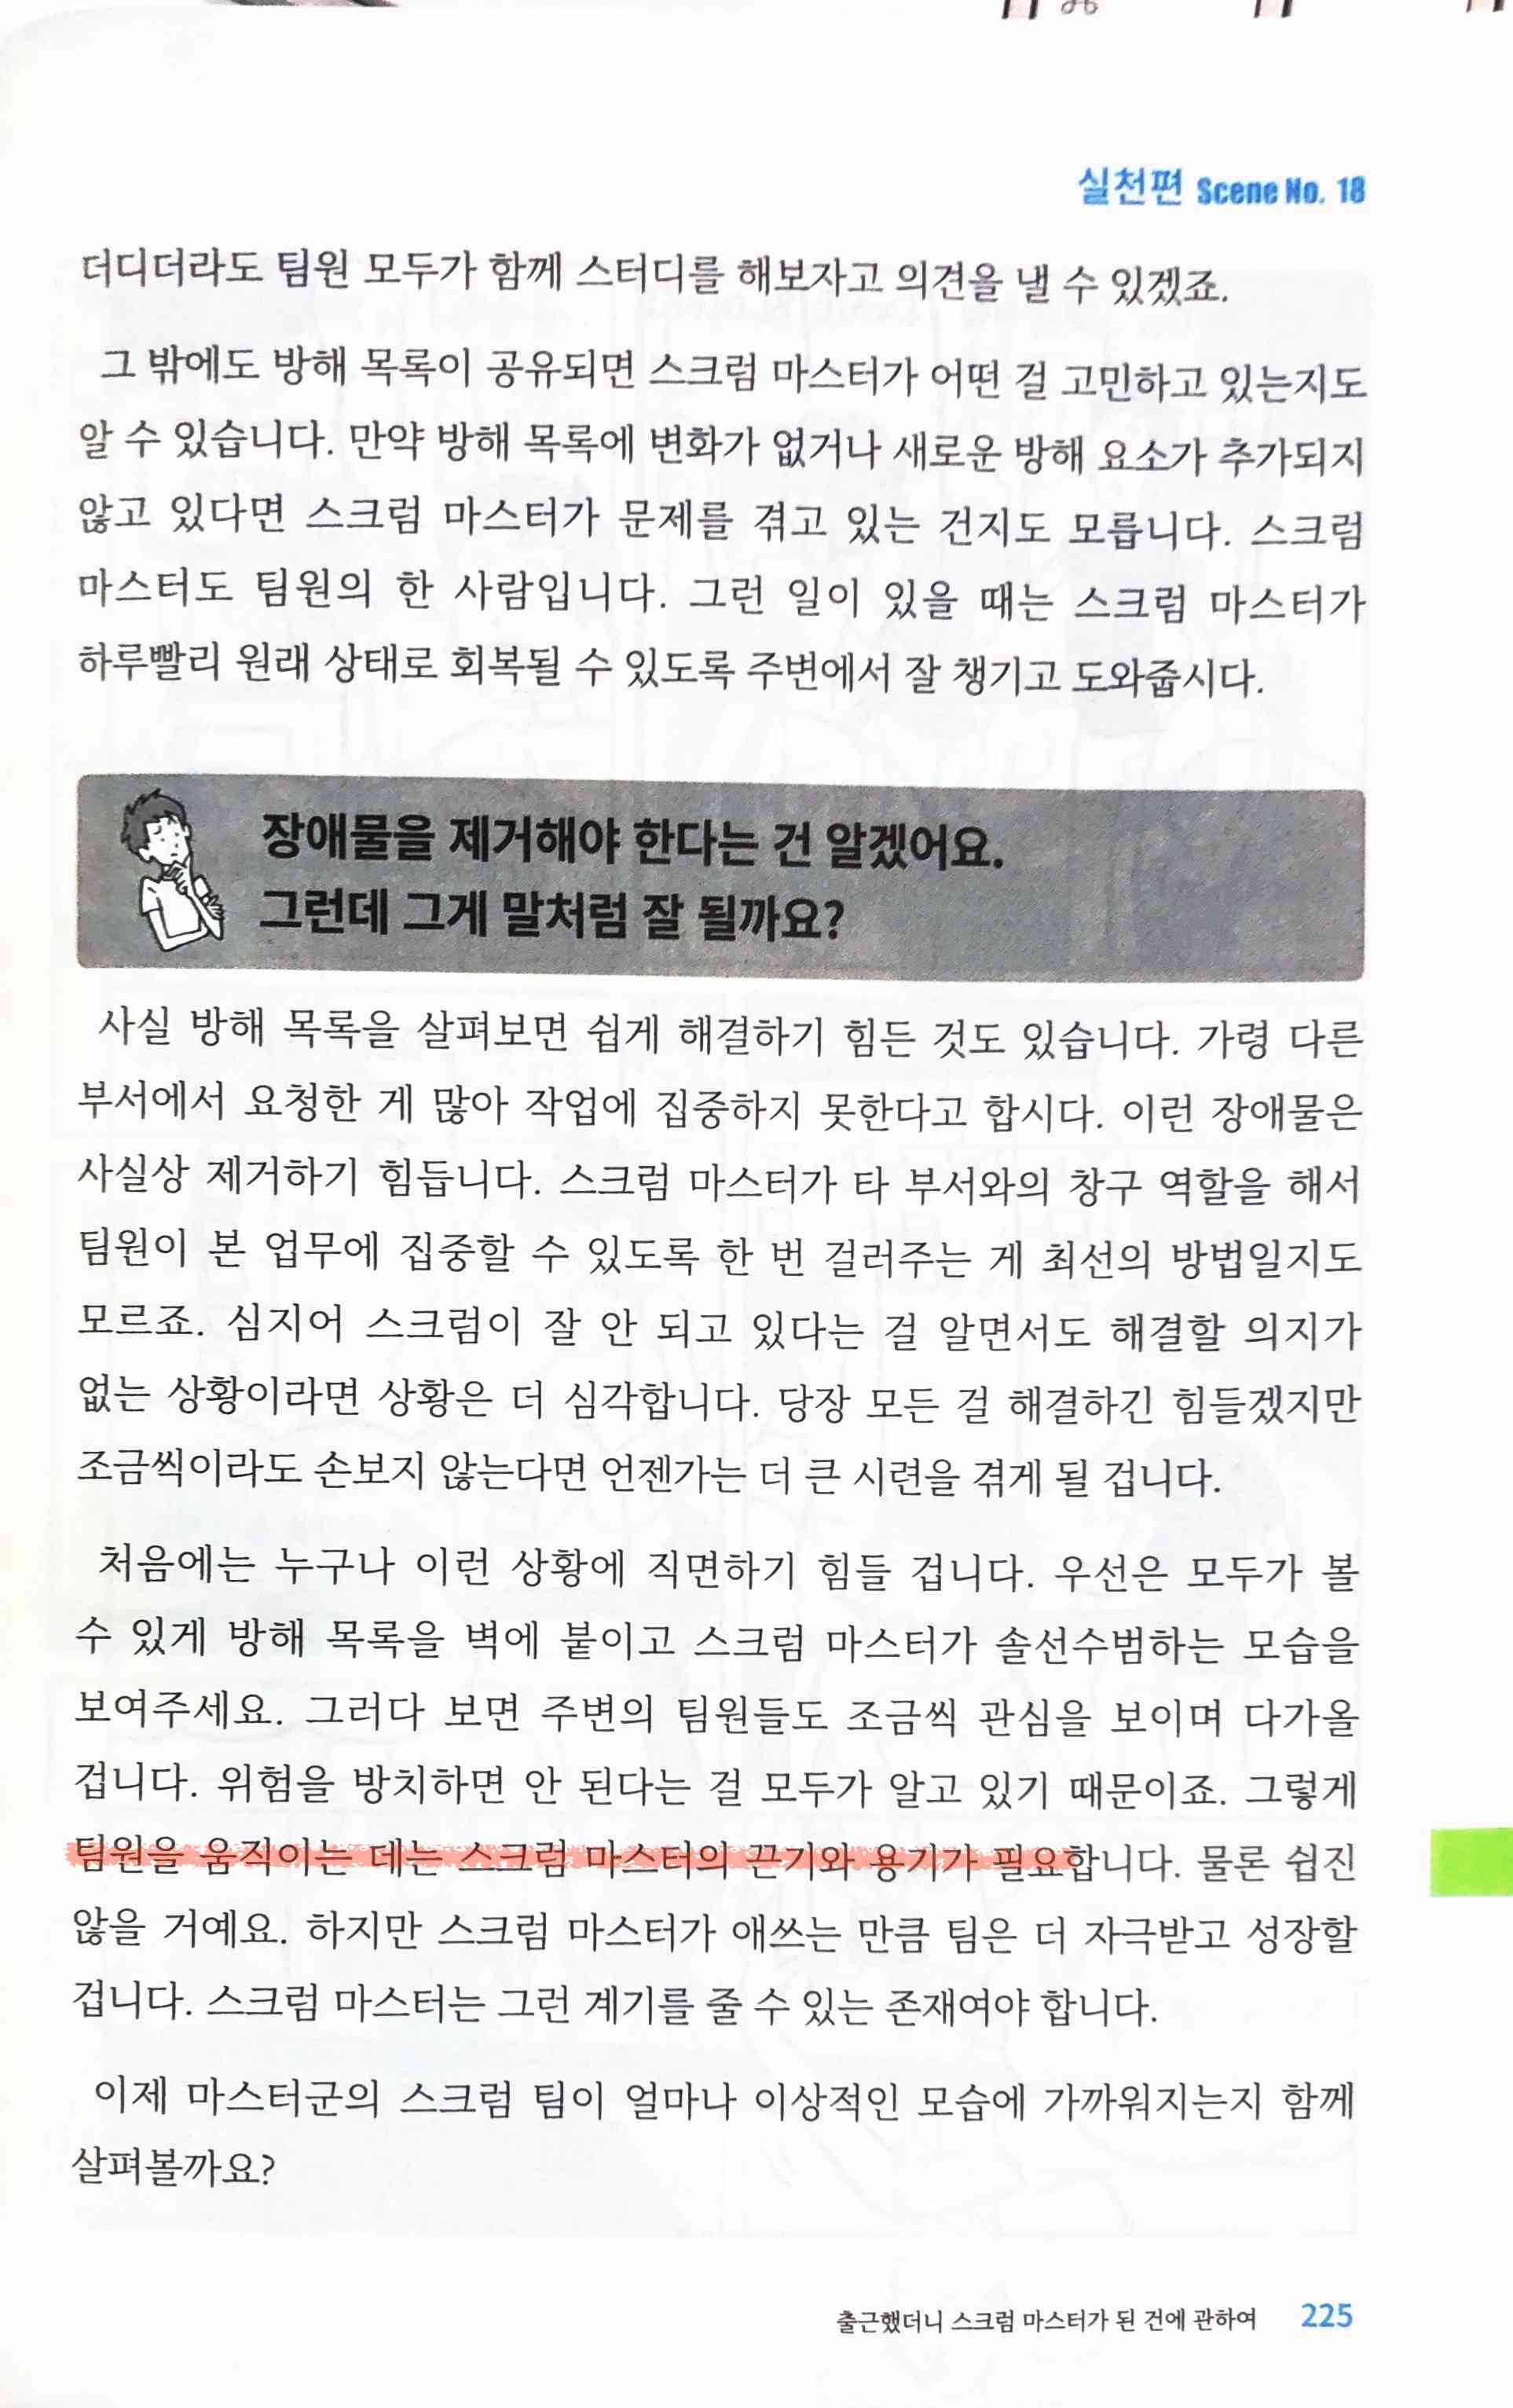 실천편 Scene No. 18
더디더라도 팀원 모두가 함께 스터디를 해보자고 의견을 낼 수 있겠죠.
그 밖에도 방해 목록이 공유되면 스크럼 마스터가 어떤 걸 고민하고 있는지도
알 수 있습니다. 만약 방해 목록에 변화가 없거나 새로운 방해 요소가 추가되지
않고 있다면 스크럼 마스터가 문제를 겪고 있는 건지도 모릅니다. 스크럼
마스터도 팀원의 한 사람입니다. 그런 일이 있을 때는 스크럼 마스터가
하루빨리 원래 상태로 회복될 수 있도록 주변에서 잘 챙기고 도와줍시다.
장애물을 제거해야 한다는 건 알겠어요.
그런데 그게 말처럼 잘 될까요?
사실 방해 목록을 살펴보면 쉽게 해결하기 힘든 것도 있습니다. 가령 다른
부서에서 요청한 게 많아 작업에 집중하지 못한다고 합시다. 이런 장애물은
사실상 제거하기 힘듭니다. 스크럼 마스터가 타 부서와의 창구 역할을 해서
팀원이 본 업무에 집중할 수 있도록 한 번 걸러주는 게 최선의 방법일지도
모르죠. 심지어 스크럼이 잘 안 되고 있다는 걸 알면서도 해결할 의지가
없는 상황이라면 상황은 더 심각합니다. 당장 모든 걸 해결하긴 힘들겠지만
조금씩이라도 손보지 않는다면 언젠가는 더 큰 시련을 겪게 될 겁니다.
처음에는 누구나 이런 상황에 직면하기 힘들 겁니다. 우선은 모두가 볼
수 있게 방해 목록을 벽에 붙이고 스크럼 마스터가 솔선수범하는 모습을
보여주세요. 그러다 보면 주변의 팀원들도 조금씩 관심을 보이며 다가올
겁니다. 위험을 방치하면 안 된다는 걸 모두가 알고 있기 때문이죠. 그렇게
팀원을 움직이는 데는 스크럼 마스터의 끈기와 용기가 필요합니다. 물론 쉽진
않을 거예요. 하지만 스크럼 마스터가 애쓰는 만큼 팀은 더 자극받고 성장할
겁니다. 스크럼 마스터는 그런 계기를 줄 수 있는 존재여야 합니다.
이제 마스터군의 스크럼 팀이 얼마나 이상적인 모습에 가까워지는지 함께
살펴볼까요?
출근했더니 스크럼 마스터가 된 건에 관하여 225